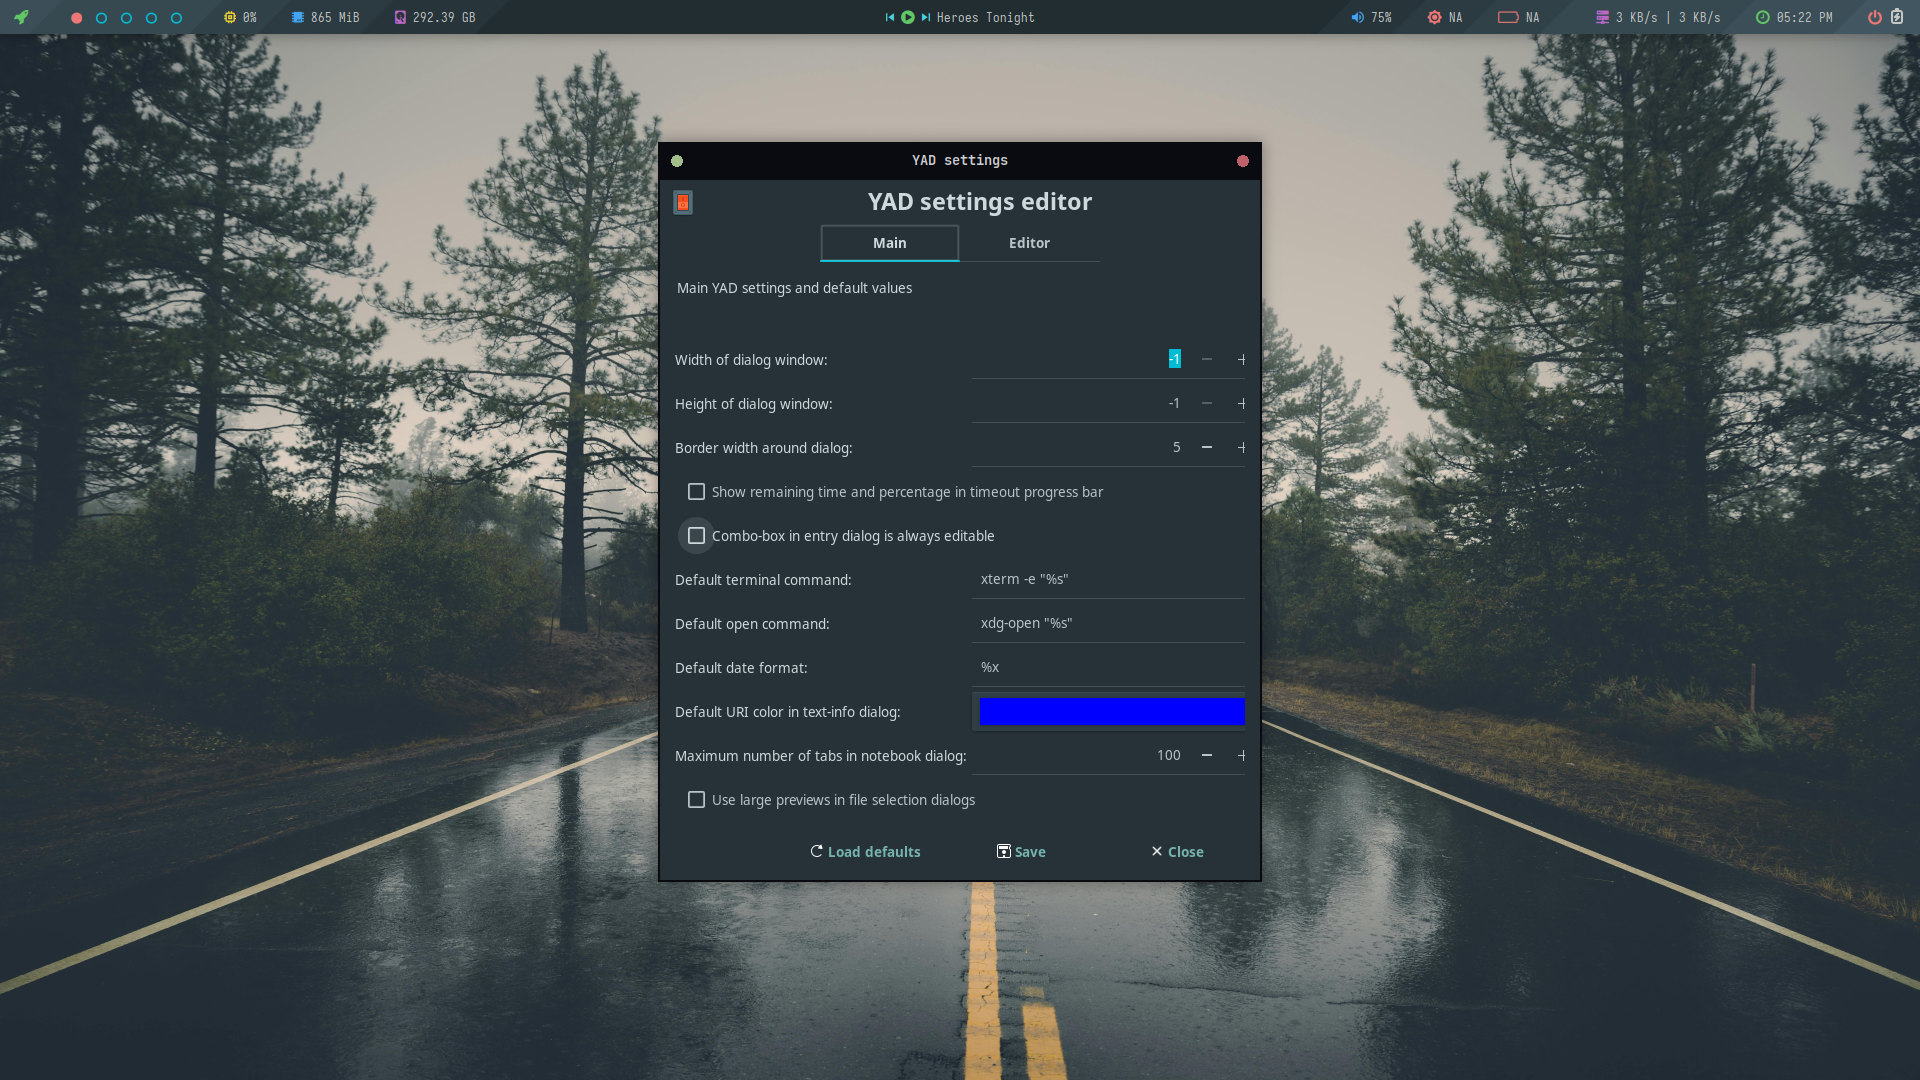 0% 865 MiB 292.39 GB Heroes Tonight 75% NA NA 3 KB/s | 3 KB/s 05:22 PM
YAD settings
YAD settings editor
Main Editor
Main YAD settings and default values
Width of dialog window: -1
Height of dialog window: -1
Border width around dialog: 5
Show remaining time and percentage in timeout progress bar
Combo-box in entry dialog is always editable
Default terminal command: xterm -e "%s"
Default open command: xdg-open "%s"
Default date format: %x
Default URI color in text-info dialog:
Maximum number of tabs in notebook dialog: 100
Use large previews in file selection dialogs
Load defaults Save Close